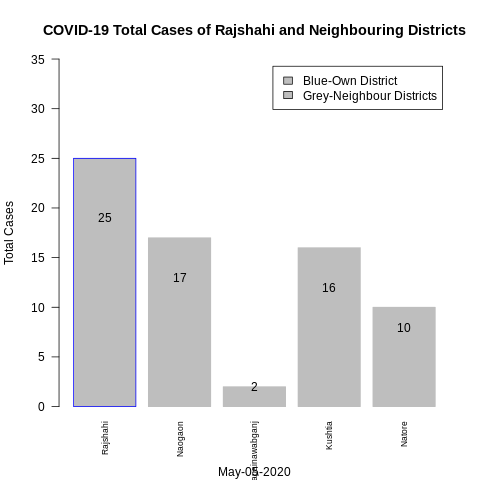 COVID-19 Total Cases of Rajshahi and Neighbouring Districts
35
30
25
20
15
10
5
0
Total Cases
Blue-Own District
Grey-Neighbour Districts
25
17
2
16
10
Rajshahi
Naogaon
Kushtia
Natore
May-05-2020